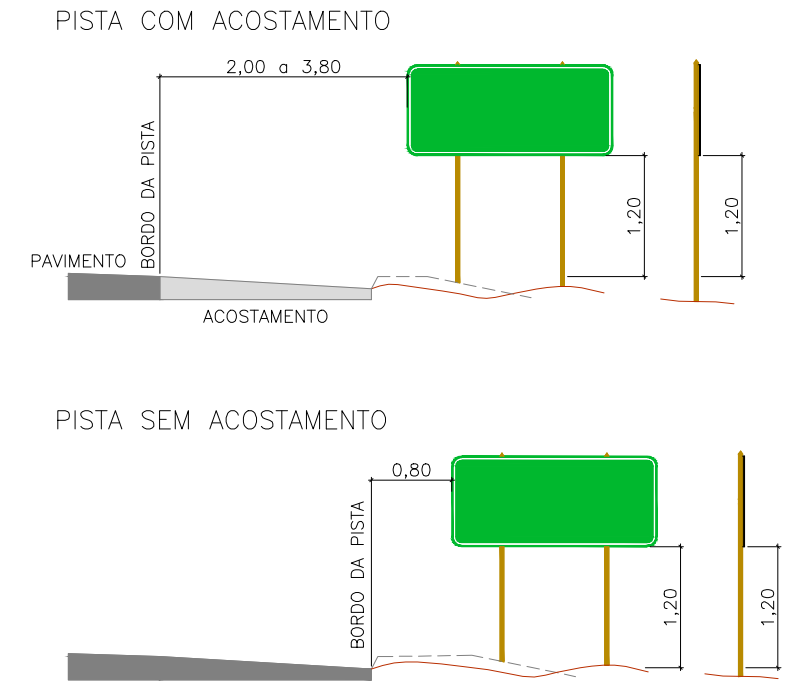 PISTA COM ACOSTAMENTO
2,00 a 3,80
BORDO DA PISTA
1,20
1,20
PAVIMENTO
ACOSTAMENTO
PISTA SEM ACOSTAMENTO
0,80
BORDO DA PISTA
1,20
1,20